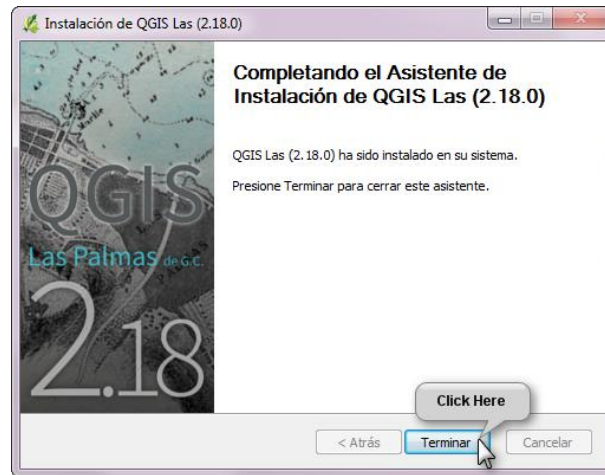 Instalación de QGIS Las (2.18.0)
Completando el Asistente de
Instalación de QGIS Las (2.18.0)
QGIS Las (2.18.0) ha sido instalado en su sistema.
Presione Terminar para cerrar este asistente.
QGIS
Las Palmas de G.C.
2.18
Click Here
< Atrás
Terminar
Cancelar